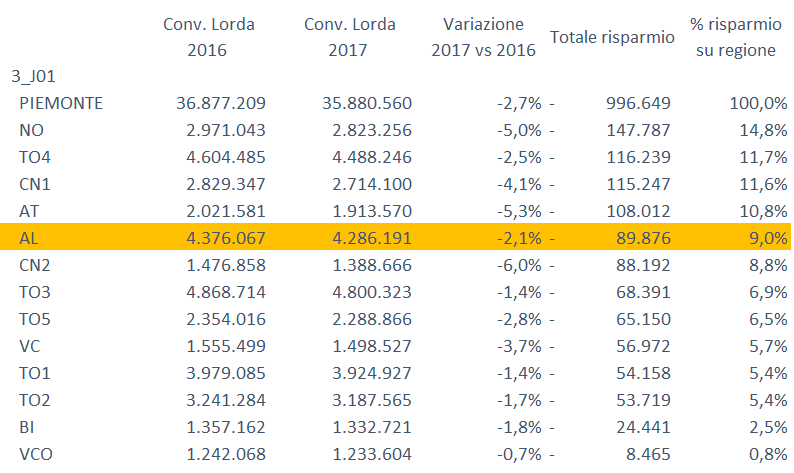 Conv. Lorda 2016 Conv. Lorda 2017 Variazione 2017 vs 2016 Totale risparmio % risparmio su regione
3_J01
PIEMONTE 36.877.209 35.880.560 -2,7% - 996.649 100,0%
NO 2.971.043 2.823.256 -5,0% - 147.787 14,8%
TO4 4.604.485 4.488.246 -2,5% - 116.239 11,7%
CN1 2.829.347 2.714.100 -4,1% - 115.247 11,6%
AT 2.021.581 1.913.570 -5,3% - 108.012 10,8%
AL 4.376.067 4.286.191 -2,1% - 89.876 9,0%
CN2 1.476.858 1.388.666 -6,0% - 88.192 8,8%
TO3 4.868.714 4.800.323 -1,4% - 68.391 6,9%
TO5 2.354.016 2.288.866 -2,8% - 65.150 6,5%
VC 1.555.499 1.498.527 -3,7% - 56.972 5,7%
TO1 3.979.085 3.924.927 -1,4% - 54.158 5,4%
TO2 3.241.284 3.187.565 -1,7% - 53.719 5,4%
BI 1.357.162 1.332.721 -1,8% - 24.441 2,5%
VCO 1.242.068 1.233.604 -0,7% - 8.465 0,8%